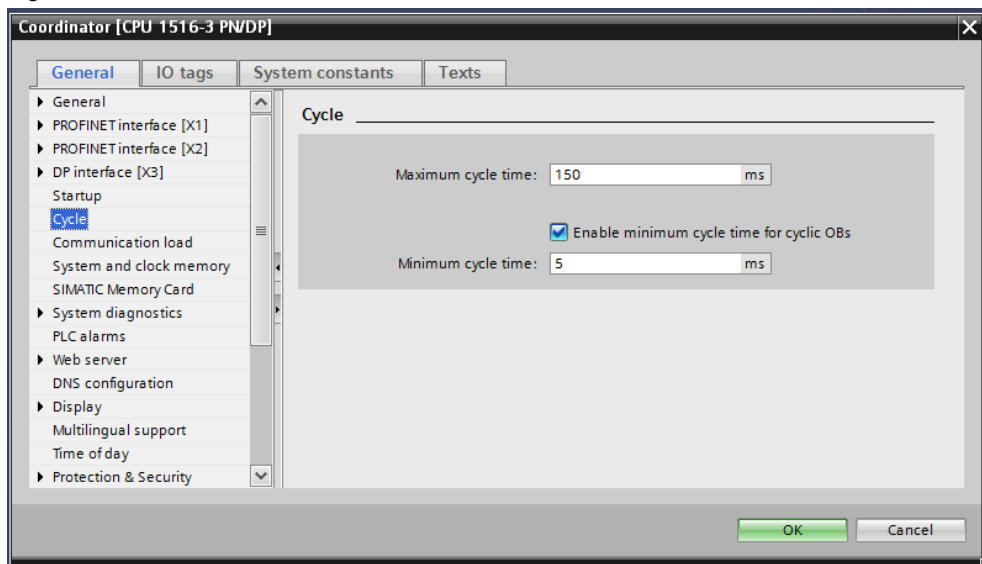 Coordinator [CPU 1516-3 PN/DP]
General IO tags System constants Texts
General
PROFINET interface [X1]
PROFINET interface [X2]
DP interface [X3]
Startup
Cycle
Communication load
System and clock memory
SIMATIC Memory Card
System diagnostics
PLC alarms
Web server
DNS configuration
Display
Multilingual support
Time of day
Protection & Security
Cycle
Maximum cycle time: 150 ms
Enable minimum cycle time for cyclic OBs
Minimum cycle time: 5 ms
OK Cancel